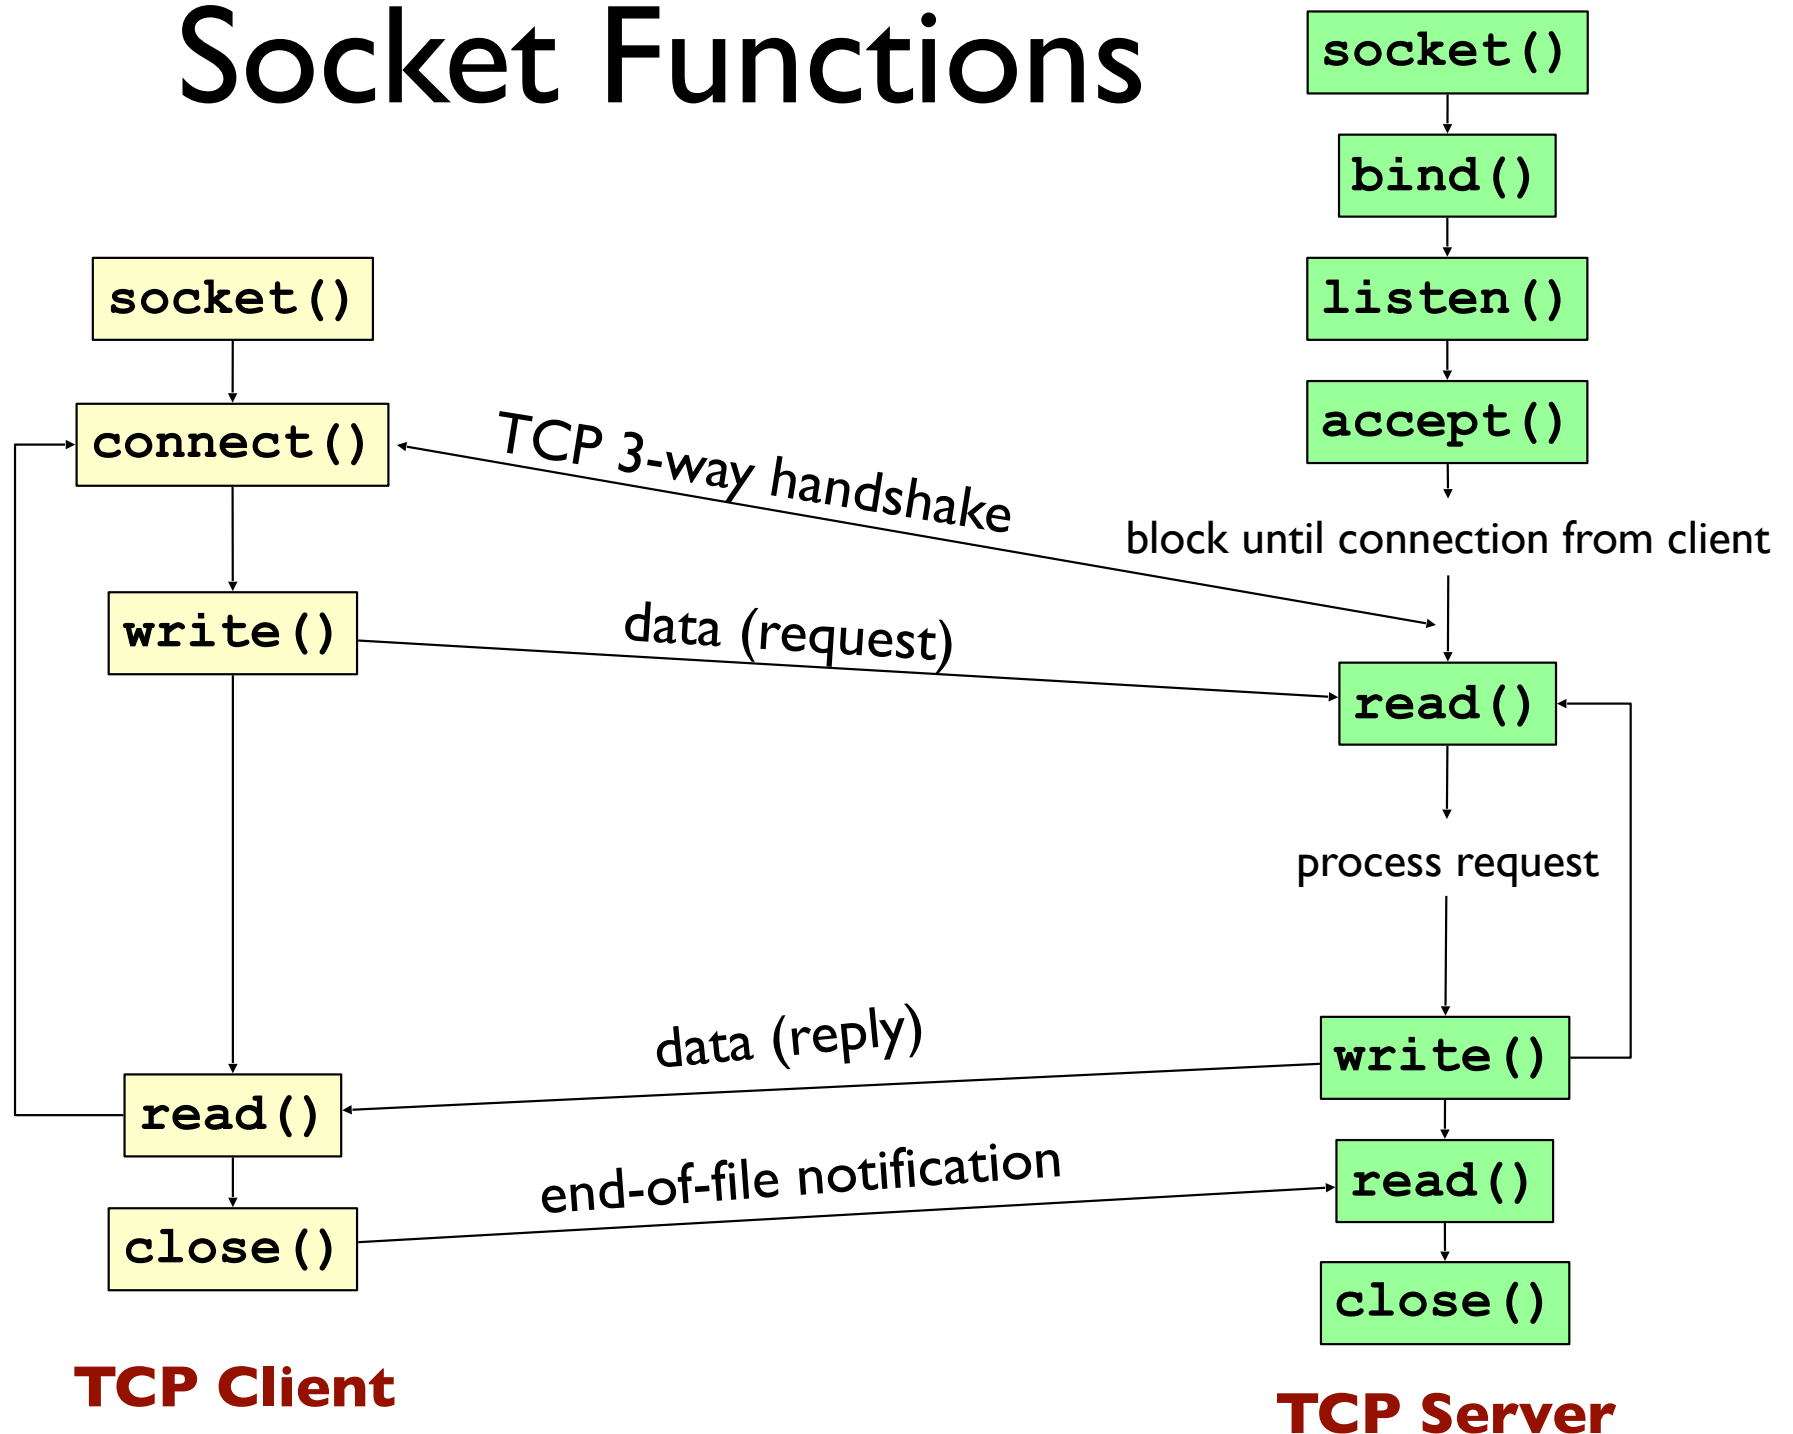 Socket Functions
socket()
bind()
listen()
accept()
block until connection from client
read()
process request
write()
read()
close()
TCP Server
socket()
connect()
write()
read()
close()
TCP Client
TCP 3-way handshake
data (request)
data (reply)
end-of-file notification